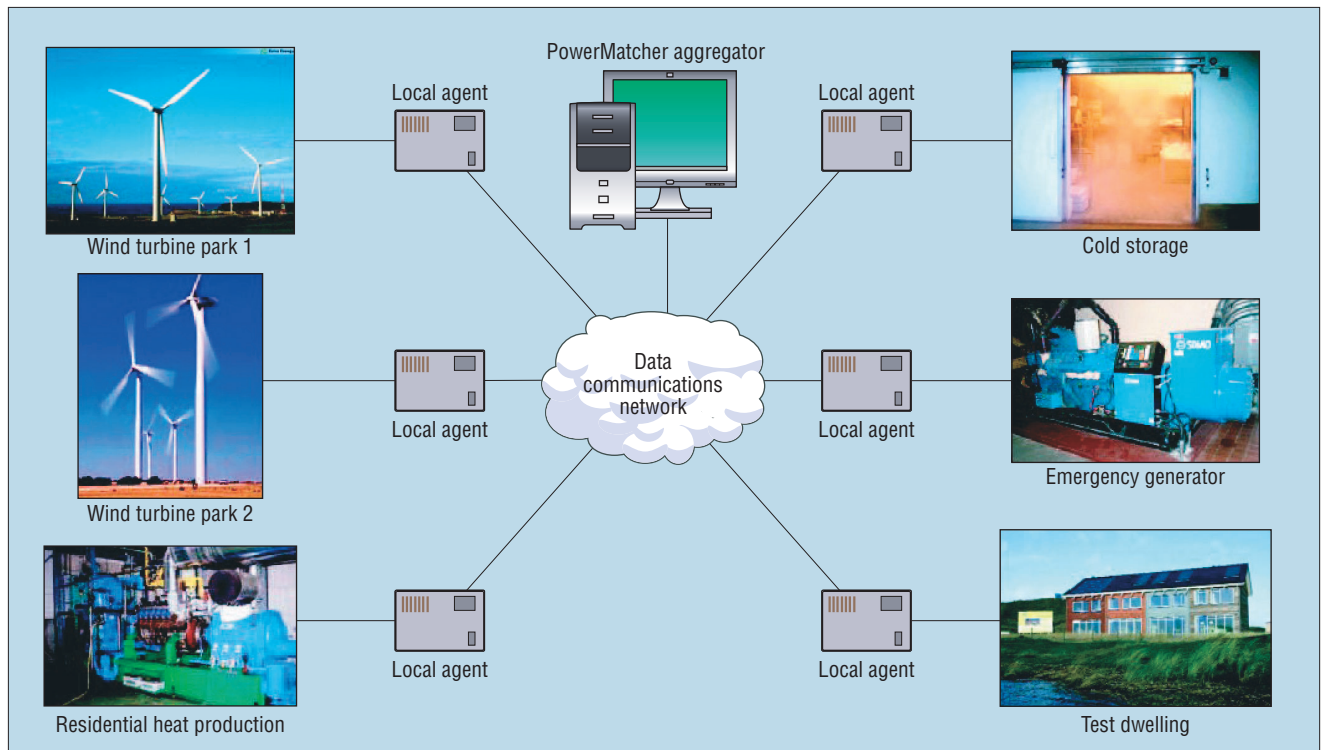 PowerMatcher aggregator
Local agent
Local agent
Wind turbine park 1
Cold storage
Data
communications
network
Local agent
Local agent
Wind turbine park 2
Emergency generator
Local agent
Local agent
Residential heat production
Test dwelling